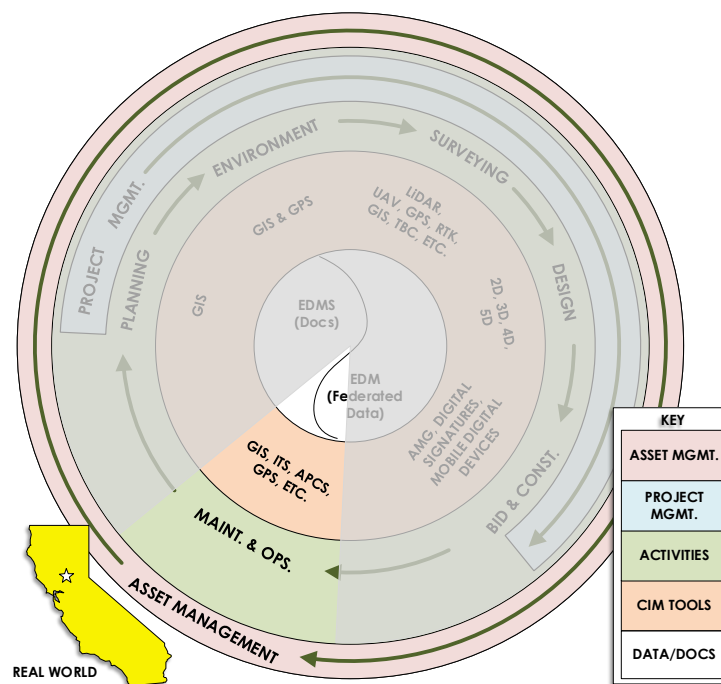 ENVIRONMENT
SURVEYING
LiDAR,
UAV, GPS, RTK,
GIS, TBC, ETC.
PROJECT MGMT.
GIS & GPS
PLANNING
DESIGN
GIS
2D, 3D, 4D,
5D
EDMS
(Docs)
EDM
(Federated
Data)
AMG, DIGITAL
SIGNATURES,
MOBILE DIGITAL
DEVICES
BID & CONST.
GIS, ITS, APCS,
GPS, ETC.
MAINT. & OPS.
ASSET MANAGEMENT
REAL WORLD
KEY
ASSET MGMT.
PROJECT
MGMT.
ACTIVITIES
CIM TOOLS
DATA/DOCS